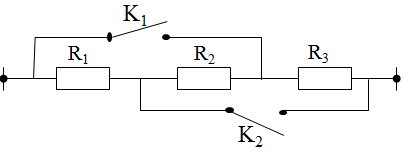 K₁
R₁ R₂ R₃
K₂